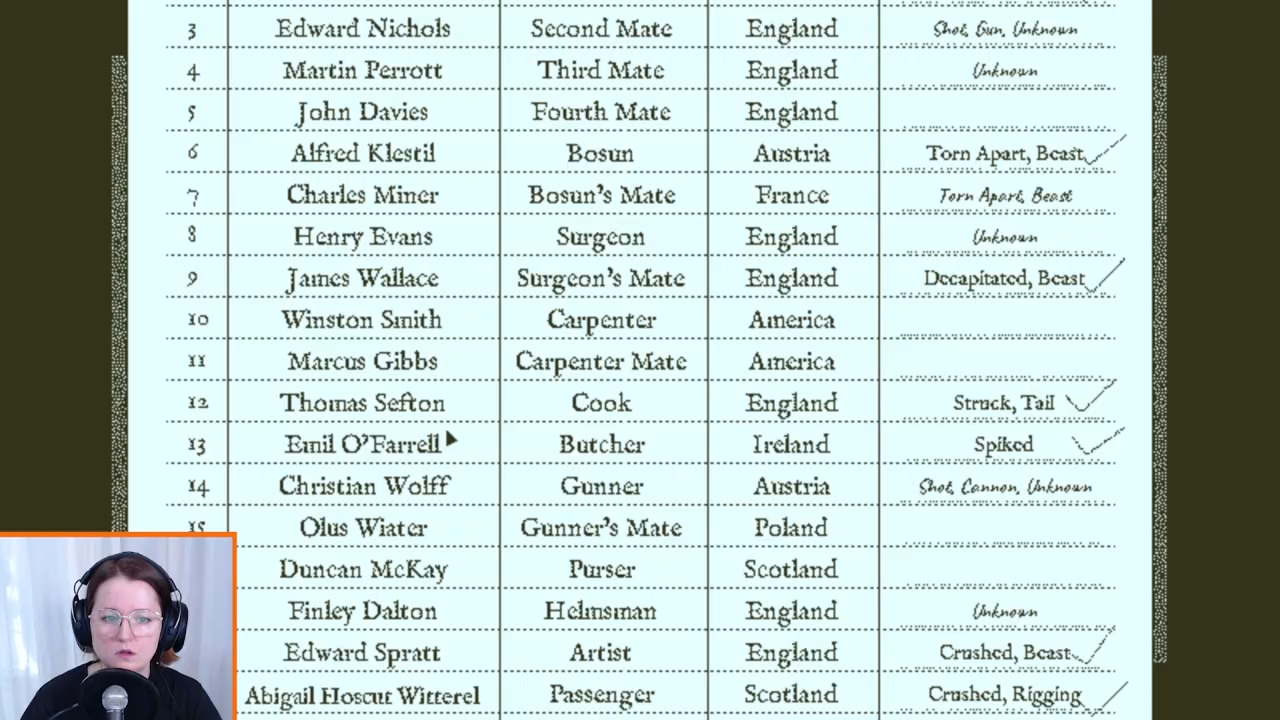 3 Edward Nichols Second Mate England Shot, Gun, Unknown
4 Martin Perrott Third Mate England Unknown
5 John Davies Fourth Mate England
6 Alfred Klestil Bosun Austria Torn Apart, Beast
7 Charles Miner Bosun's Mate France Torn Apart, Beast
8 Henry Evans Surgeon England Unknown
9 James Wallace Surgeon's Mate England Decapitated, Beast
10 Winston Smith Carpenter America
11 Marcus Gibbs Carpenter Mate America
12 Thomas Sefton Cook England Struck, Tail
13 Emil O'Farrell Butcher Ireland Spiked
14 Christian Wolff Gunner Austria Shot, Cannon, Unknown
15 Olus Wiater Gunner's Mate Poland
Duncan McKay Purser Scotland
Finley Dalton Helmsman England Unknown
Edward Spratt Artist England Crushed, Beast
Abigail Hoscut Witterel Passenger Scotland Crushed, Rigging